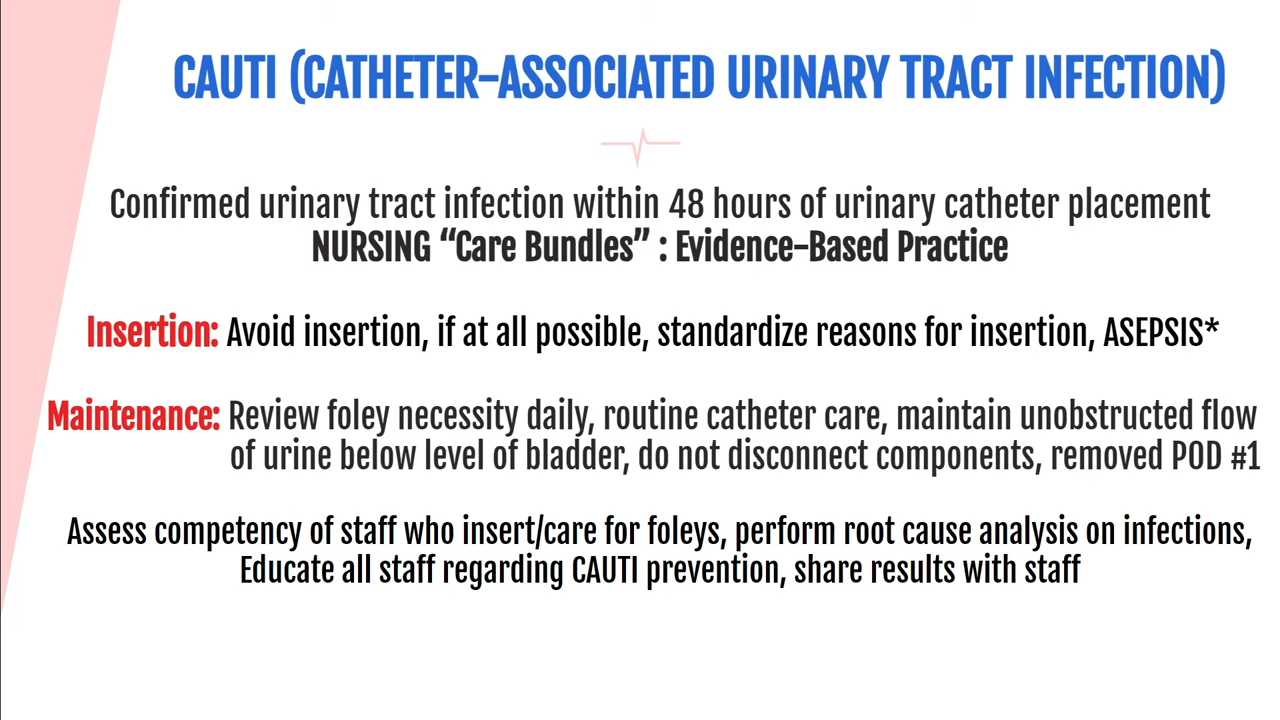 CAUTI (CATHETER-ASSOCIATED URINARY TRACT INFECTION)
Confirmed urinary tract infection within 48 hours of urinary catheter placement
NURSING “Care Bundles” : Evidence-Based Practice
Insertion: Avoid insertion, if at all possible, standardize reasons for insertion, ASEPSIS*
Maintenance: Review foley necessity daily, routine catheter care, maintain unobstructed flow
of urine below level of bladder, do not disconnect components, removed POD #1
Assess competency of staff who insert/care for foleys, perform root cause analysis on infections,
Educate all staff regarding CAUTI prevention, share results with staff